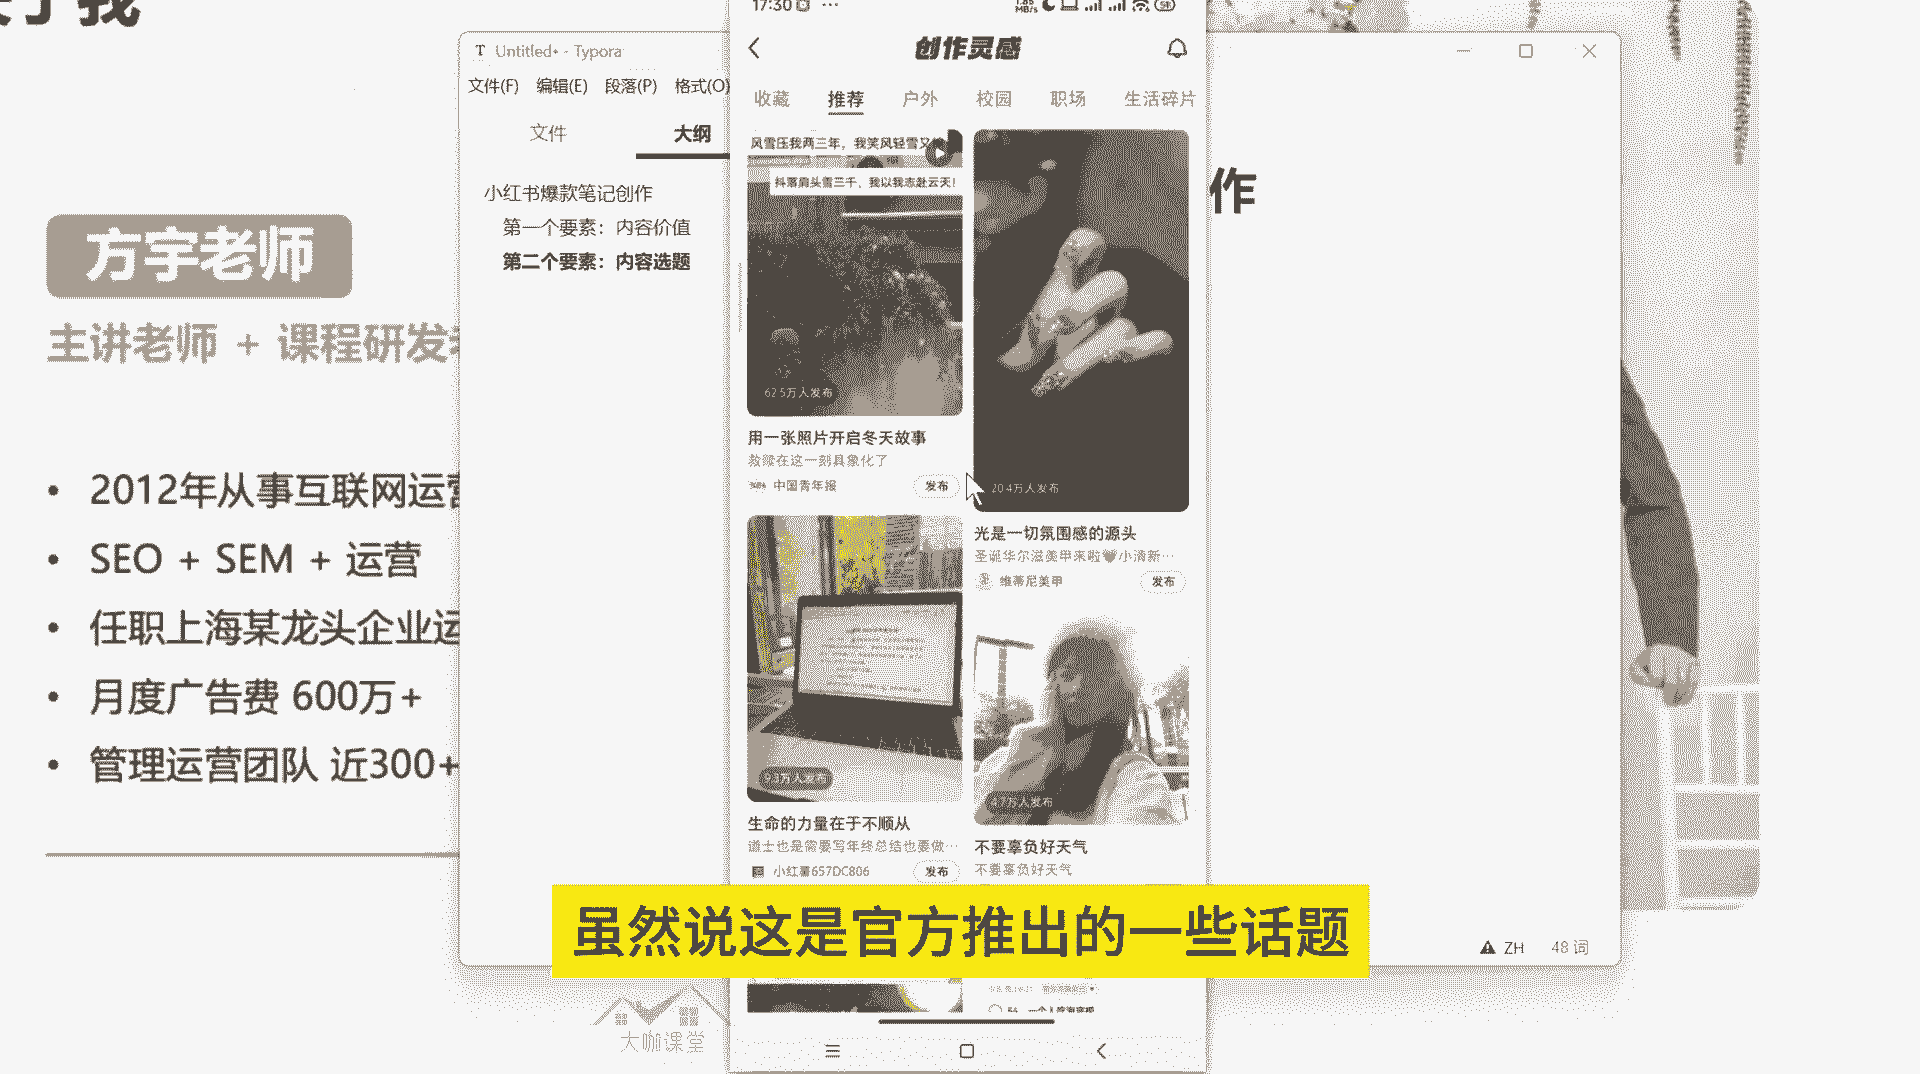 方宇老师
主讲老师 + 课程研发
2012年从事互联网运营
SEO + SEM + 运营
任职上海某龙头企业运
月度广告费 600万+
管理运营团队 近300+
Untitled• - Typora
文件(F) 编辑(E) 段落(P) 格式(O)
文件 大纲
小红书爆款笔记创作
第一个要素：内容价值
第二个要素：内容选题
作
17:30
创作灵感
收藏 推荐 户外 校园 职场 生活碎片
风雪压我两三年，我笑风轻雪又
抖落肩头雪三千，我以我志赴云天！
62.5万人发布
用一张照片开启冬天故事
救赎在这一刻具象化了
中国青年报 发布
20.4万人发布
光是一切氛围感的源头
圣诞华尔滋美甲来啦🖤小清新…
维蒂尼美甲 发布
9.3万人发布
生命的力量在于不顺从
道士也是需要写年终总结也要做…
小红薯657DC806 发布
4.7万人发布
不要辜负好天气
不要辜负好天气
虽然说这是官方推出的一些话题
ZH 48 词
大咖课堂